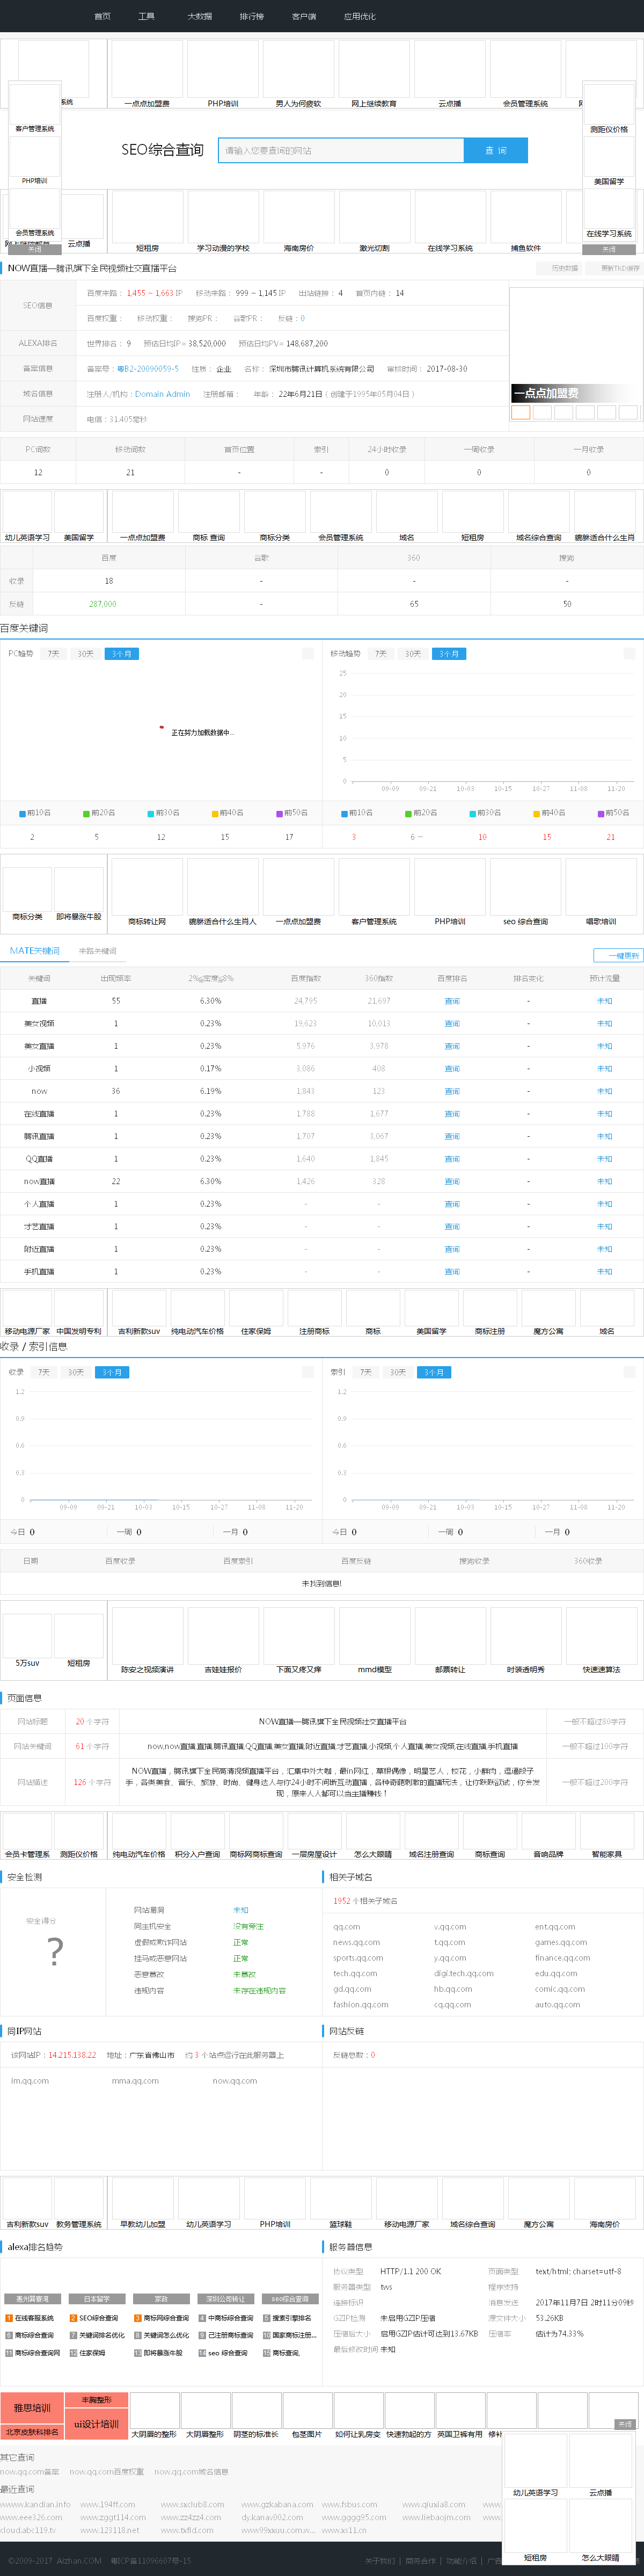 首页 工具 大数据 排行榜 客户端 应用优化
一点点加盟费 PHP培训 男人为何疲软 网上继续教育 云点播 会员管理系统
客户管理系统
PHP培训
会员管理系统
关闭
测距仪价格
美国留学
在线学习系统
关闭
SEO综合查询 请输入您要查询的网站 查 询
云点播 短租房 学习动漫的学校 海南房价 激光切割 在线学习系统 捕鱼软件
NOW直播—腾讯旗下全民视频社交直播平台 历史数据 更新TKD/缓存
SEO信息 百度来路： 1,455 ~ 1,663 IP 移动来路： 999 ~ 1,145 IP 出站链接： 4 首页内链： 14
百度权重： 移动权重： 搜狗PR： 谷歌PR： 反链：0
ALEXA排名 世界排名： 9 预估日均IP≈ 38,520,000 预估日均PV≈ 148,687,200
备案信息 备案号：粤B2-20090059-5 性质： 企业 名称： 深圳市腾讯计算机系统有限公司 审核时间： 2017-08-30
域名信息 注册人/机构：Domain Admin 注册邮箱： 年龄： 22年6月21日（创建于1995年05月04日）
网站速度 电信：31.405毫秒
一点点加盟费
PC词数 移动词数 首页位置 索引 24小时收录 一周收录 一月收录
12 21 - - 0 0 0
幼儿英语学习 美国留学 一点点加盟费 商标 查询 商标分类 会员管理系统 域名 短租房 域名综合查询 貔貅适合什么生肖
百度 谷歌 360 搜狗
收录 18 - - -
反链 287,000 - 65 50
百度关键词
PC趋势 7天 30天 3个月
正在努力加载数据中...
移动趋势 7天 30天 3个月
25
20
15
10
5
0
09-09 09-21 10-03 10-15 10-27 11-08 11-20
前10名 前20名 前30名 前40名 前50名 前10名 前20名 前30名 前40名 前50名
2 5 12 15 17 3 6 — 10 15 21
商标分类 即将暴涨牛股 商标转让网 貔貅适合什么生肖人 一点点加盟费 客户管理系统 PHP培训 seo 综合查询 唱歌培训
MATE关键词 来路关键词 一键更新
关键词 出现频率 2%≦密度≦8% 百度指数 360指数 百度排名 排名变化 预计流量
直播 55 6.30% 24,795 21,697 查询 - 未知
美女视频 1 0.23% 19,623 10,013 查询 - 未知
美女直播 1 0.23% 5,976 3,978 查询 - 未知
小视频 1 0.17% 3,086 408 查询 - 未知
now 36 6.19% 1,843 123 查询 - 未知
在线直播 1 0.23% 1,788 1,677 查询 - 未知
腾讯直播 1 0.23% 1,707 3,067 查询 - 未知
QQ直播 1 0.23% 1,640 1,845 查询 - 未知
now直播 22 6.30% 1,426 328 查询 - 未知
个人直播 1 0.23% - - 查询 - 未知
才艺直播 1 0.23% - - 查询 - 未知
附近直播 1 0.23% - - 查询 - 未知
手机直播 1 0.23% - - 查询 - 未知
移动电源厂家 中国发明专利 吉利新款suv 纯电动汽车价格 住家保姆 注册商标 商标 美国留学 商标注册 魔方公寓 域名
收录 / 索引信息
收录 7天 30天 3个月
1.2
0.9
0.6
0.3
0
09-09 09-21 10-03 10-15 10-27 11-08 11-20
索引 7天 30天 3个月
1.2
0.9
0.6
0.3
0
09-09 09-21 10-03 10-15 10-27 11-08 11-20
今日 0 一周 0 一月 0 今日 0 一周 0 一月 0
日期 百度收录 百度索引 百度反链 搜狗收录 360收录
未找到信息!
5万suv 短租房 陈安之视频演讲 吉娃娃报价 下面又疼又痒 mmd模型 邮票转让 时装透明秀 快速速算法
页面信息
网站标题 20 个字符 NOW直播—腾讯旗下全民视频社交直播平台 一般不超过80字符
网站关键词 61 个字符 now,now直播,直播,腾讯直播,QQ直播,美女直播,附近直播,才艺直播,小视频,个人直播,美女视频,在线直播,手机直播 一般不超过100字符
网站描述 126 个字符 NOW直播，腾讯旗下全民高清视频直播平台，汇集中外大咖，最in网红，草根偶像，明星艺人，校花，小鲜肉，逗逼段子手，各类美食、音乐、旅游、时尚、健身达人与你24小时不间断互动直播，各种奇葩刺激的直播玩法，让你跃跃欲试，你会发现，原来人人都可以当主播赚钱！ 一般不超过200字符
会员卡管理系 测距仪价格 纯电动汽车价格 积分入户查询 商标网商标查询 一层房屋设计 怎么大眼睛 域名注册查询 商标查询 音响品牌 智能家具
安全检测
安全得分
?
网站漏洞 未知
网主机安全 没有旁注
虚假或欺诈网站 正常
挂马或恶意网站 正常
恶意篡改 未篡改
违规内容 未存在违规内容
相关子域名
1952 个相关子域名
qq.com v.qq.com ent.qq.com
news.qq.com t.qq.com games.qq.com
sports.qq.com y.qq.com finance.qq.com
tech.qq.com digi.tech.qq.com edu.qq.com
gd.qq.com hb.qq.com comic.qq.com
fashion.qq.com cq.qq.com auto.qq.com
同IP网站
该网站IP：14.215.138.22 地址：广东省佛山市 约 3 个站点运行在此服务器上
im.qq.com mma.qq.com now.qq.com
网站反链
反链总数：0
吉利新款suv 教务管理系统 早教幼儿加盟 幼儿英语学习 PHP培训 篮球鞋 移动电源厂家 域名综合查询 魔方公寓 海南房价
alexa排名趋势
惠州翼察询 日本留学 家政 深圳公司转让 seo综合查询
1 在线客服系统 2 SEO综合查询 3 商标网综合查询 4 中商标综合查询 5 搜索引擎排名
6 商标综合查询 7 关键词排名优化 8 关键词怎么优化 9 已注册商标查询 10 国家商标注册...
11 商标综合查询网 12 住家保姆 13 即将暴涨牛股 14 seo 综合查询 15 商标查询,
服务器信息
协议类型 HTTP/1.1 200 OK 页面类型 text/html; charset=utf-8
服务器类型 tws 程序支持
连接标识 消息发送 2017年11月7日 2时11分09秒
GZIP检测 未启用GZIP压缩 源文件大小 53.26KB
压缩后大小 启用GZIP估计可达到13.67KB 压缩率 估计为74.33%
最后修改时间 未知
雅思培训 丰胸整形
北京皮肤科排名 ui设计培训
大阴唇的整形 大阴唇整形 阴茎的标准长 包茎图片 如何让乳房变 快速勃起的方 英国卫裤有用
关闭
幼儿英语学习 云点播
短租房 怎么大眼睛
其它查询
now.qq.com备案 now.qq.com百度权重 now.qq.com域名信息
最近查询
wwww.kandian.info www.194ff.com www.sxclub8.com www.gzkabana.com www.fsbus.com www.qiuxia8.com
www.eee326.com www.zggt114.com www.zz4zz4.com dy.kanav002.com www.gggg95.com www.liebaojm.com
cloud.abc119.tv www.123118.net www.txfld.com www99xxuu.com.v... www.xs11.cn
©2009-2017 Aizhan.COM 粤ICP备11096607号-15 关于我们 | 商务合作 | 功能介绍 |